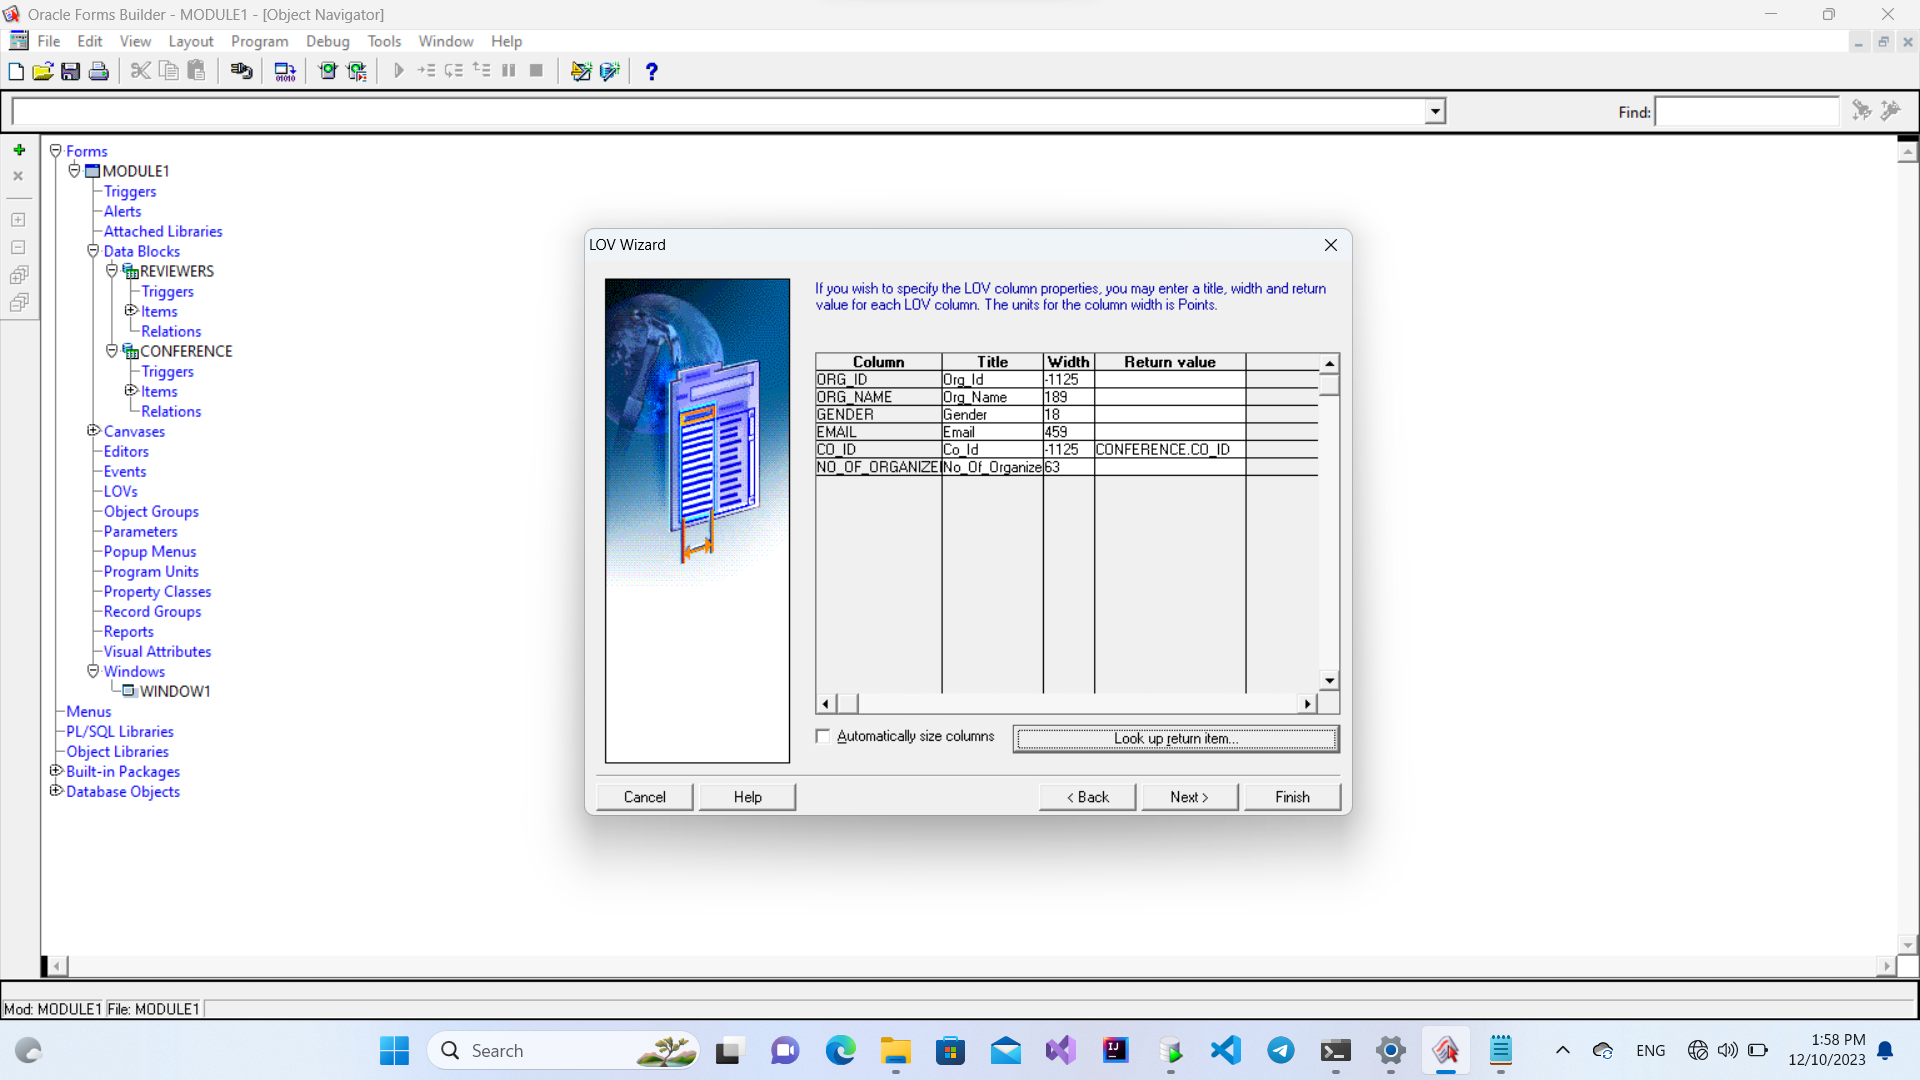 Oracle Forms Builder - MODULE1 - [Object Navigator]
File Edit View Layout Program Debug Tools Window Help
Find:
Forms
MODULE1
Triggers
Alerts
Attached Libraries
Data Blocks
REVIEWERS
Triggers
Items
Relations
CONFERENCE
Triggers
Items
Relations
Canvases
Editors
Events
LOVs
Object Groups
Parameters
Popup Menus
Program Units
Property Classes
Record Groups
Reports
Visual Attributes
Windows
WINDOW1
Menus
PL/SQL Libraries
Object Libraries
Built-in Packages
Database Objects
LOV Wizard
If you wish to specify the LOV column properties, you may enter a title, width and return
value for each LOV column. The units for the column width is Points.
Column Title Width Return value
ORG_ID Org_Id -1125
ORG_NAME Org_Name 189
GENDER Gender 18
EMAIL Email 459
CO_ID Co_Id -1125 CONFERENCE.CO_ID
NO_OF_ORGANIZE No_Of_Organize 63
Automatically size columns
Look up return item...
Cancel Help < Back Next > Finish
Mod: MODULE1 File: MODULE1
Search
ENG
1:58 PM
12/10/2023